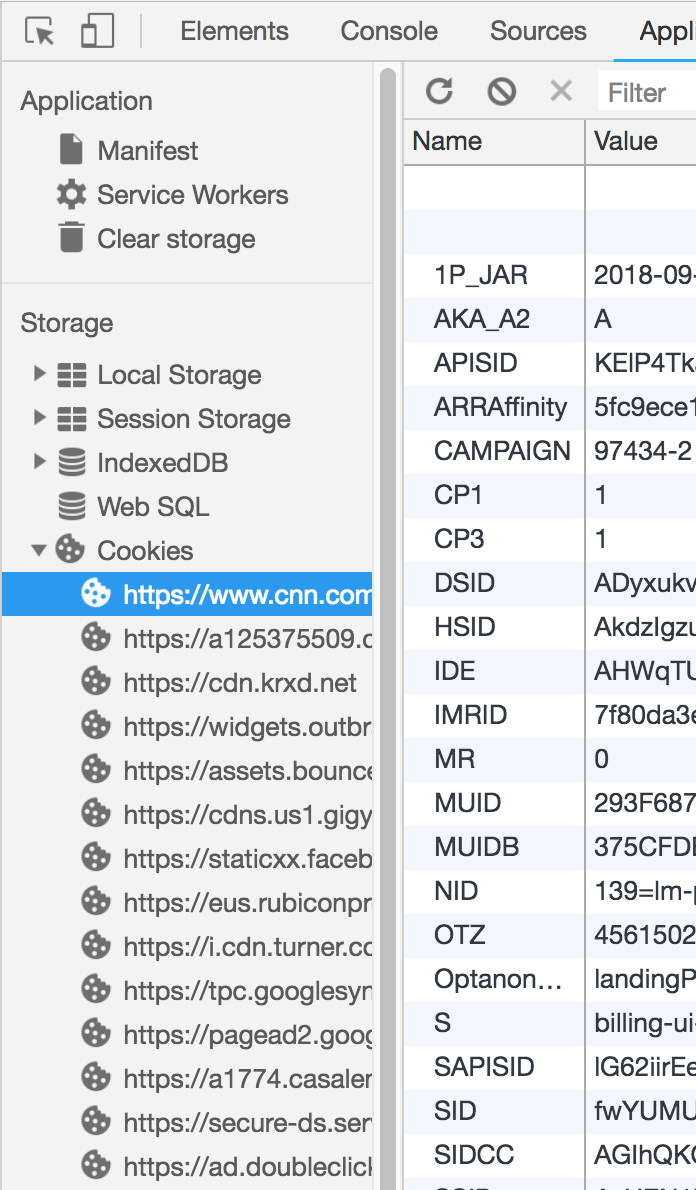 Elements Console Sources Appli
Application
Manifest
Service Workers
Clear storage
Storage
Local Storage
Session Storage
IndexedDB
Web SQL
Cookies
https://www.cnn.com
https://a125375509.c
https://cdn.krxd.net
https://widgets.outbr
https://assets.bounce
https://cdns.us1.gigy
https://staticxx.faceb
https://eus.rubiconpr
https://i.cdn.turner.co
https://tpc.googlesyn
https://pagead2.goog
https://a1774.casaler
https://secure-ds.ser
https://ad.doubleclick
Filter
Name Value
1P_JAR 2018-09-
AKA_A2 A
APISID KElP4Tk
ARRAffinity 5fc9ece1
CAMPAIGN 97434-2
CP1 1
CP3 1
DSID ADyxukv
HSID AkdzIgzu
IDE AHWqTU
IMRID 7f80da3e
MR 0
MUID 293F687
MUIDB 375CFD
NID 139=lm-p
OTZ 4561502
Optanon… landingP
S billing-ui-
SAPISID lG62iirEe
SID fwYUMU
SIDCC AGIhQK